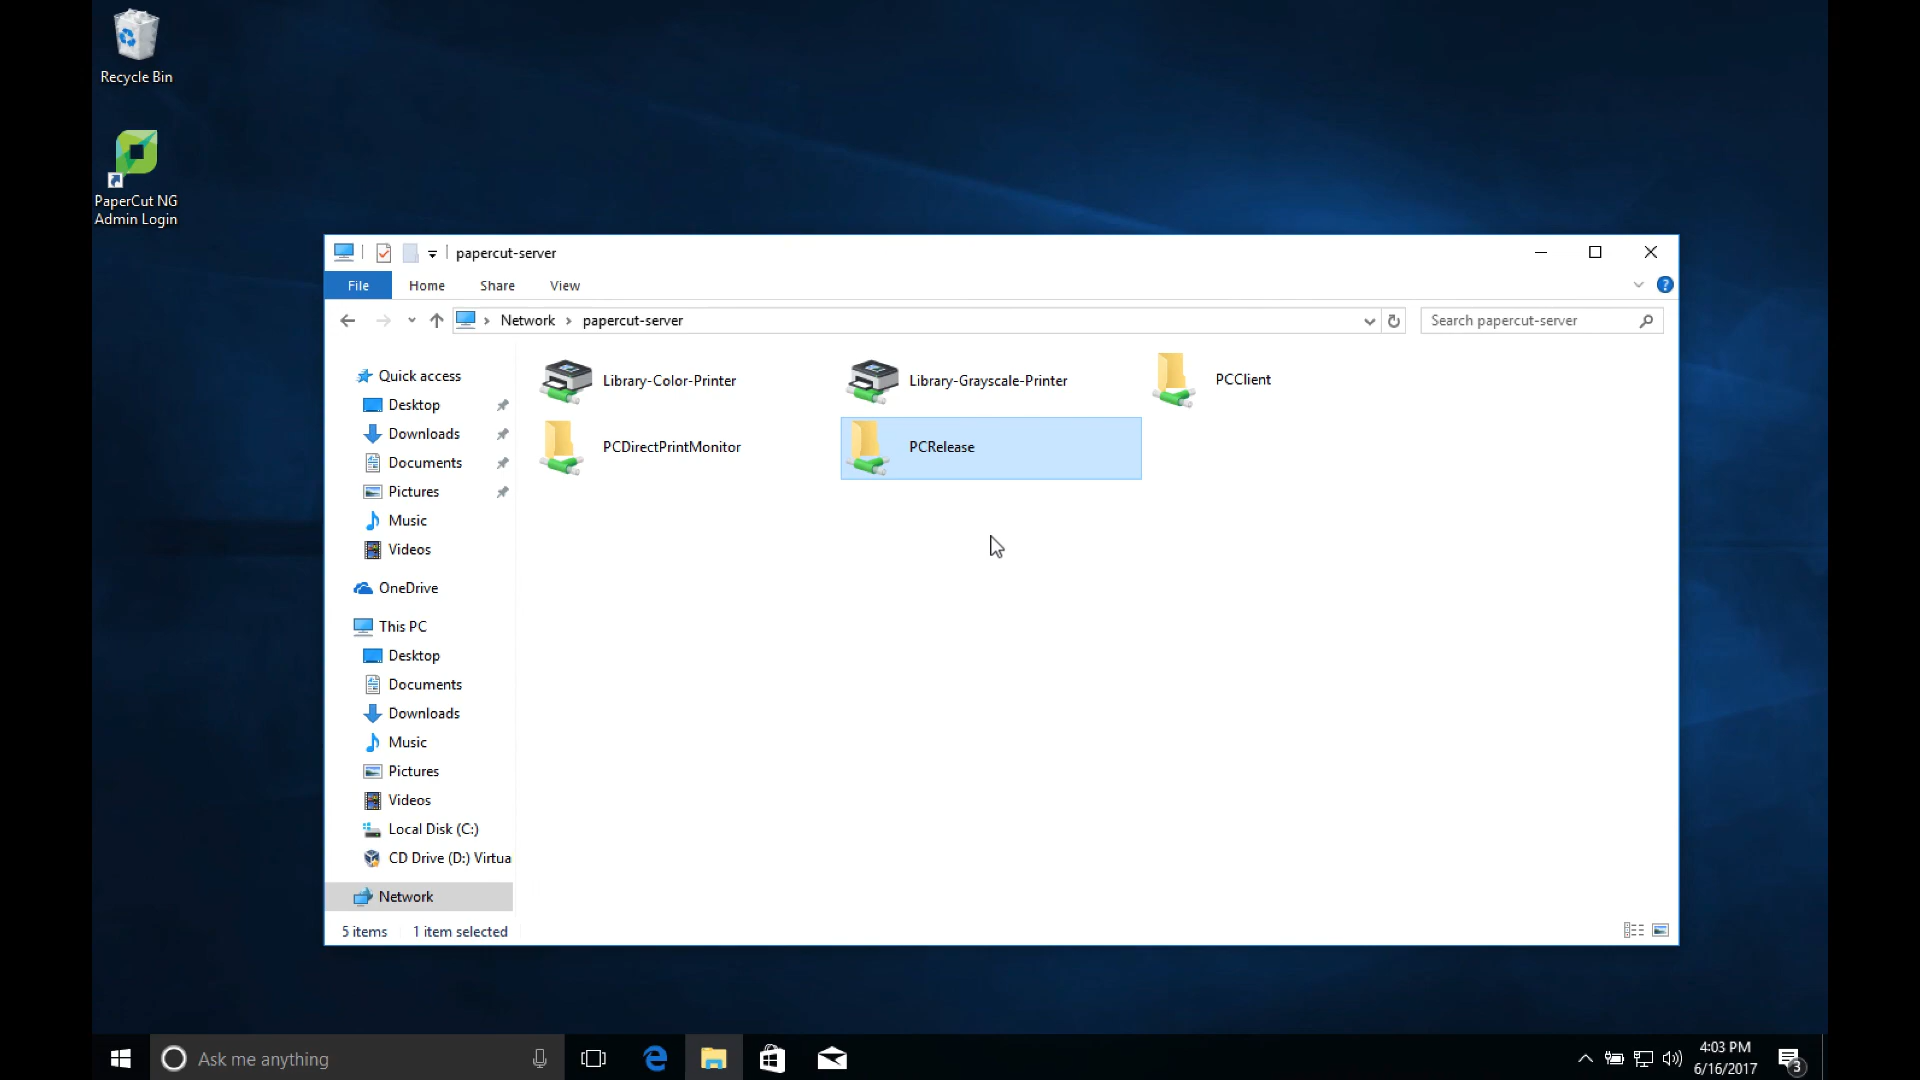 Recycle Bin
PaperCut NG
Admin Login
papercut-server
File Home Share View
Network papercut-server
Search papercut-server
Quick access
Desktop
Downloads
Documents
Pictures
Music
Videos
OneDrive
This PC
Desktop
Documents
Downloads
Music
Pictures
Videos
Local Disk (C:)
CD Drive (D:) Virtua
Network
Library-Color-Printer
Library-Grayscale-Printer
PCClient
PCDirectPrintMonitor
PCRelease
5 items 1 item selected
Ask me anything
4:03 PM
6/16/2017
3